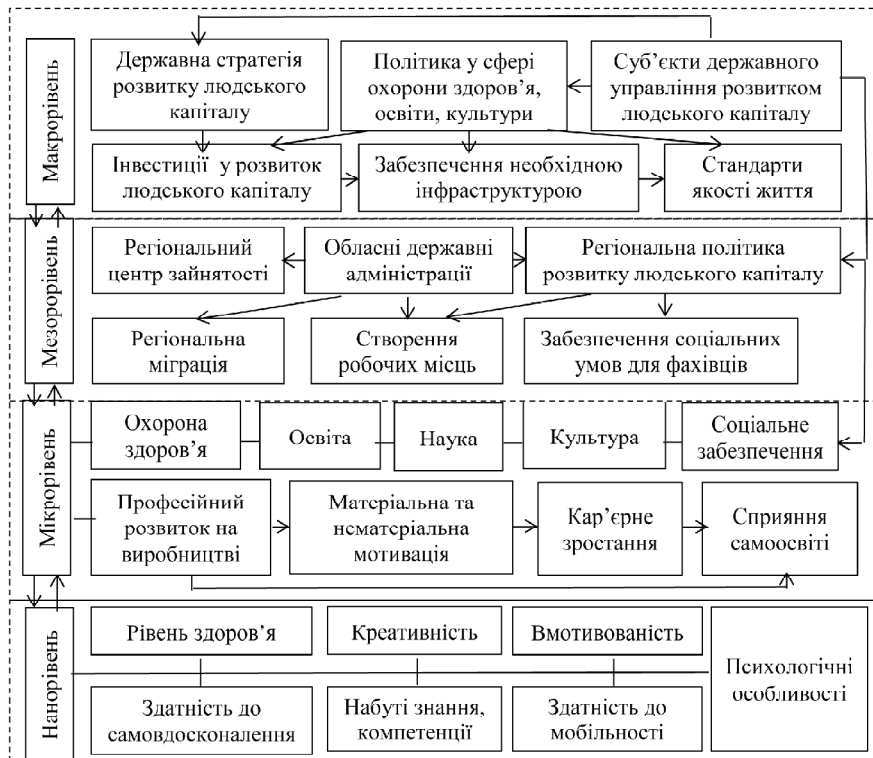 Макрорівень
Державна стратегія
розвитку людського
капіталу
Політика у сфері
охорони здоров’я,
освіти, культури
Суб’єкти державного
управління розвитком
людського капіталу
Інвестиції у розвиток
людського капіталу
Забезпечення необхідною
інфраструктурою
Стандарти
якості життя
Мезорорівень
Регіональний
центр зайнятості
Обласні державні
адміністрації
Регіональна політика
розвитку людського капіталу
Регіональна
міграція
Створення
робочих місць
Забезпечення соціальних
умов для фахівців
Мікрорівень
Охорона
здоров’я
Освіта
Наука
Культура
Соціальне
забезпечення
Професійний
розвиток на
виробництві
Матеріальна та
нематеріальна
мотивація
Кар’єрне
зростання
Сприяння
самоосвіті
Нанорівень
Рівень здоров’я
Креативність
Вмотивованість
Психологічні
особливості
Здатність до
самовдосконалення
Набуті знання,
компетенції
Здатність до
мобільності